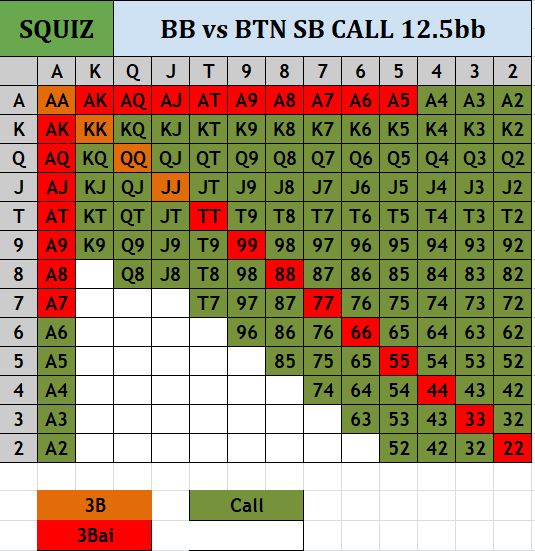 SQUIZ BB vs BTN SB CALL 12.5bb
A K Q J T 9 8 7 6 5 4 3 2
A AA AK AQ AJ AT A9 A8 A7 A6 A5 A4 A3 A2
K AK KK KQ KJ KT K9 K8 K7 K6 K5 K4 K3 K2
Q AQ KQ QQ QJ QT Q9 Q8 Q7 Q6 Q5 Q4 Q3 Q2
J AJ KJ QJ JJ JT J9 J8 J7 J6 J5 J4 J3 J2
T AT KT QT JT TT T9 T8 T7 T6 T5 T4 T3 T2
9 A9 K9 Q9 J9 T9 99 98 97 96 95 94 93 92
8 A8 Q8 J8 T8 98 88 87 86 85 84 83 82
7 A7 T7 97 87 77 76 75 74 73 72
6 A6 96 86 76 66 65 64 63 62
5 A5 85 75 65 55 54 53 52
4 A4 74 64 54 44 43 42
3 A3 63 53 43 33 32
2 A2 52 42 32 22
3B Call
3Bai